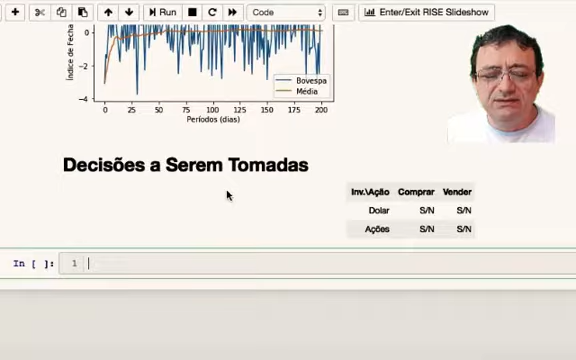 Run
Code
Enter/Exit RISE Slideshow
Índice de Fecha
0
−2
−4
Bovespa
Média
0 25 50 75 100 125 150 175 200
Períodos (dias)
Decisões a Serem Tomadas
Inv.\Ação Comprar Vender
Dolar S/N S/N
Ações S/N S/N
In [ ]: 1